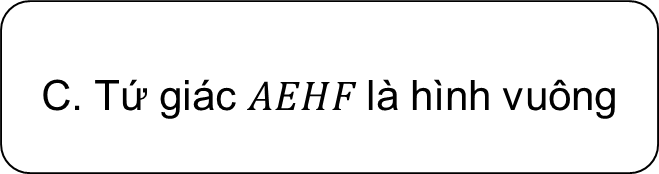 C. Tứ giác AEHF là hình vuông